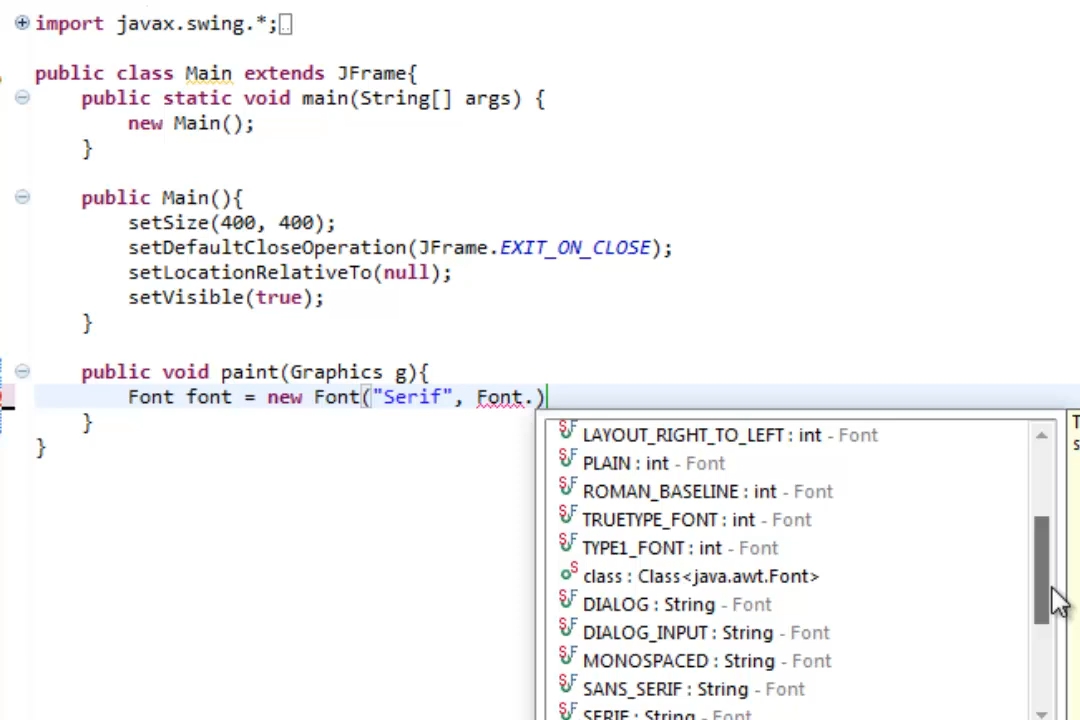 import javax.swing.*;
public class Main extends JFrame{
public static void main(String[] args) {
new Main();
}
public Main(){
setSize(400, 400);
setDefaultCloseOperation(JFrame.EXIT_ON_CLOSE);
setLocationRelativeTo(null);
setVisible(true);
}
public void paint(Graphics g){
Font font = new Font("Serif", Font.)
}
}
LAYOUT_RIGHT_TO_LEFT : int - Font
PLAIN : int - Font
ROMAN_BASELINE : int - Font
TRUETYPE_FONT : int - Font
TYPE1_FONT : int - Font
class : Class<java.awt.Font>
DIALOG : String - Font
DIALOG_INPUT : String - Font
MONOSPACED : String - Font
SANS_SERIF : String - Font
SERIF : String - Font